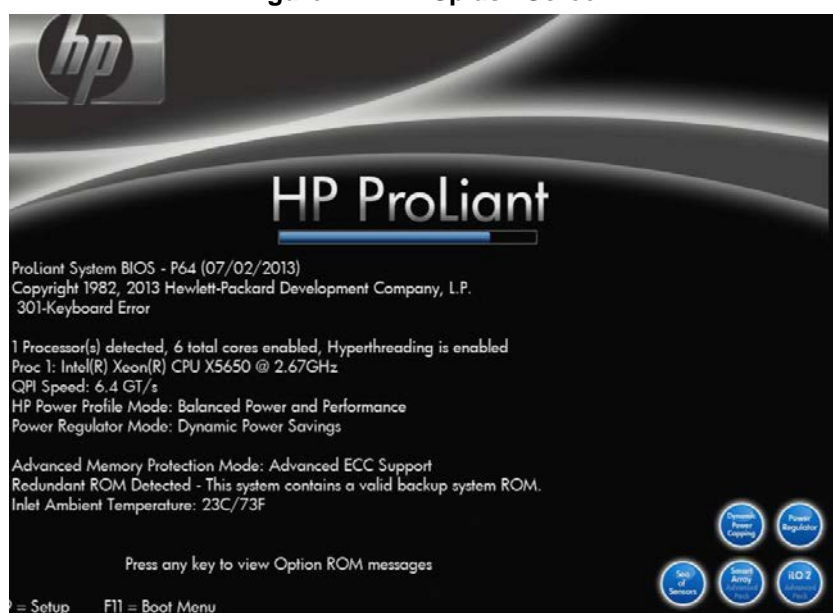 hp
HP ProLiant
ProLiant System BIOS - P64 (07/02/2013)
Copyright 1982, 2013 Hewlett-Packard Development Company, L.P.
301-Keyboard Error
1 Processor(s) detected, 6 total cores enabled, Hyperthreading is enabled
Proc 1: Intel(R) Xeon(R) CPU X5650 @ 2.67GHz
QPI Speed: 6.4 GT/s
HP Power Profile Mode: Balanced Power and Performance
Power Regulator Mode: Dynamic Power Savings
Advanced Memory Protection Mode: Advanced ECC Support
Redundant ROM Detected - This system contains a valid backup system ROM.
Inlet Ambient Temperature: 23C/73F
Dynamic
Power
Capping
Power
Regulator
Press any key to view Option ROM messages
Sea
of
Sensors
Smart
Array
Advanced
Pack
iLO 2
Advanced
Pack
= Setup F11 = Boot Menu